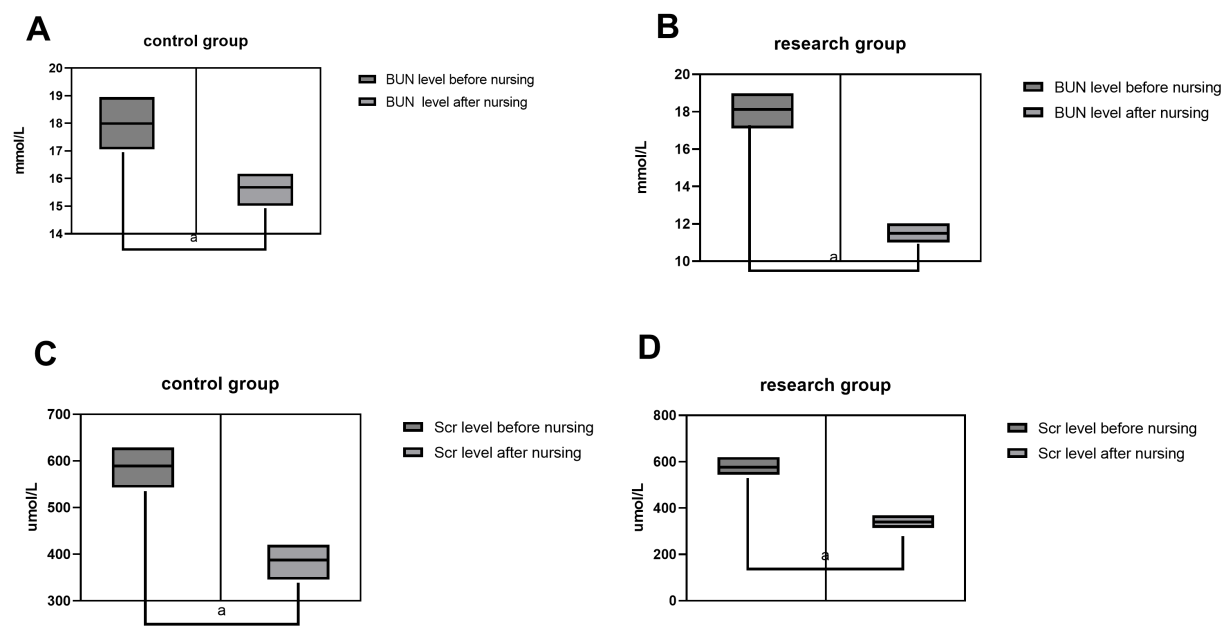 A
control group
20
19
18
17
16
15
14
mmol/L
a
BUN level before nursing
BUN level after nursing
B
research group
20
18
16
14
12
10
mmol/L
a
BUN level before nursing
BUN level after nursing
C
control group
700
600
500
400
300
umol/L
a
Scr level before nursing
Scr level after nursing
D
research group
800
600
400
200
0
umol/L
a
Scr level before nursing
Scr level after nursing